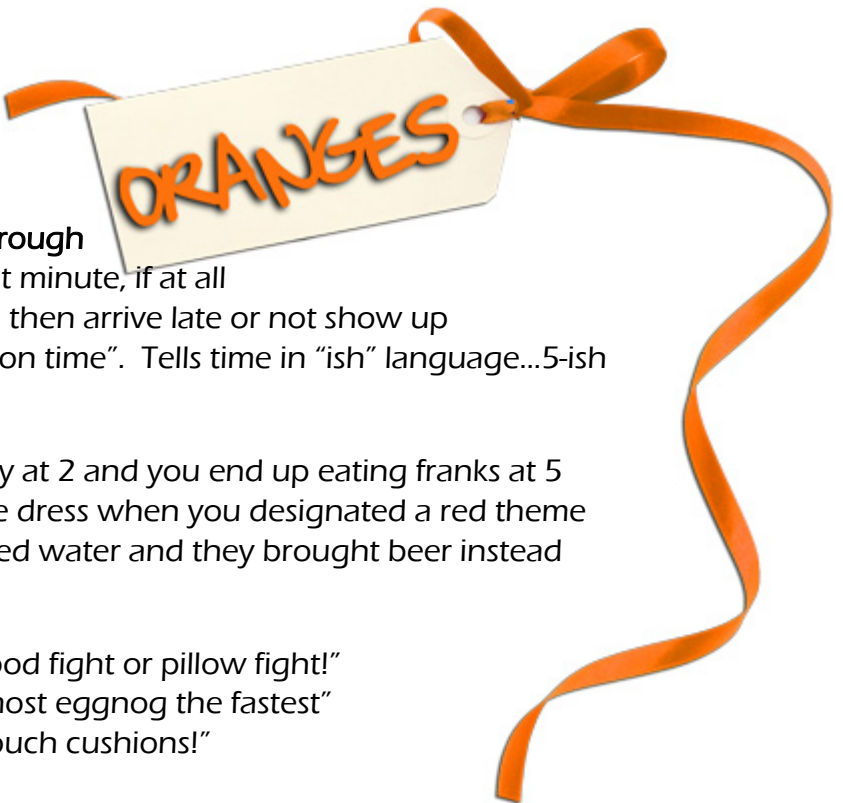 ORANGES
rough
t minute, if at all
then arrive late or not show up
on time”. Tells time in “ish” language...5-ish
y at 2 and you end up eating franks at 5
e dress when you designated a red theme
ed water and they brought beer instead
ood fight or pillow fight!”
most eggnog the fastest”
ouch cushions!”